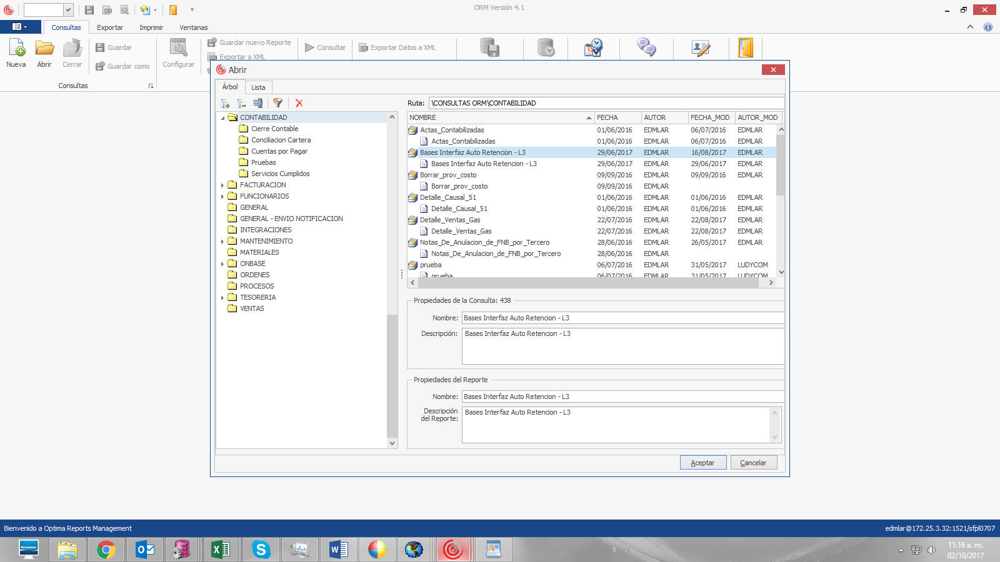 ORM Versión 4.1
Consultas Exportar Imprimir Ventanas
Nueva Abrir Cerrar
Guardar
Guardar como
Consultas
Configurar
Guardar nuevo Reporte
Exportar a XML
Consultar
Exportar Datos a XML
Abrir
Árbol Lista
CONTABILIDAD
Cierre Contable
Conciliacion Cartera
Cuentas por Pagar
Pruebas
Servicios Cumplidos
FACTURACION
FUNCIONARIOS
GENERAL
GENERAL - ENVIO NOTIFICACION
INTEGRACIONES
MANTENIMIENTO
MATERIALES
ONBASE
ORDENES
PROCESOS
TESORERIA
VENTAS
Ruta: \CONSULTAS ORM\CONTABILIDAD
NOMBRE FECHA AUTOR FECHA_MOD AUTOR_MOD
Actas_Contabilizadas 01/06/2016 EDMLAR 06/07/2016 EDMLAR
Actas_Contabilizadas 01/06/2016 EDMLAR 06/07/2016 EDMLAR
Bases Interfaz Auto Retencion - L3 29/06/2017 EDMLAR 16/08/2017 EDMLAR
Bases Interfaz Auto Retencion - L3 29/06/2017 EDMLAR 29/06/2017 EDMLAR
Borrar_prov_costo 09/09/2016 EDMLAR 09/09/2016 EDMLAR
Borrar_prov_costo 09/09/2016 EDMLAR
Detalle_Causal_51 01/06/2016 EDMLAR 01/06/2016 EDMLAR
Detalle_Causal_51 01/06/2016 EDMLAR 01/06/2016 EDMLAR
Detalle_Ventas_Gas 22/07/2016 EDMLAR 22/08/2017 EDMLAR
Detalle_Ventas_Gas 22/07/2016 EDMLAR 22/08/2017 EDMLAR
Notas_De_Anulacion_de_FNB_por_Tercero 28/06/2016 EDMLAR 26/05/2017 EDMLAR
Notas_De_Anulacion_de_FNB_por_Tercero 28/06/2016 EDMLAR
prueba 06/07/2016 EDMLAR 31/05/2017 LUDYCOM
prueba 06/07/2016 EDMLAR 31/05/2017 LUDYCOM
Propiedades de la Consulta: 438
Nombre: Bases Interfaz Auto Retencion - L3
Descripción: Bases Interfaz Auto Retencion - L3
Propiedades del Reporte
Nombre: Bases Interfaz Auto Retencion - L3
Descripción del Reporte: Bases Interfaz Auto Retencion - L3
Aceptar Cancelar
Bienvenido a Optima Reports Management
edmlar@172.25.3.32:1521/sfpl0707
11:16 a. m.
02/10/2017